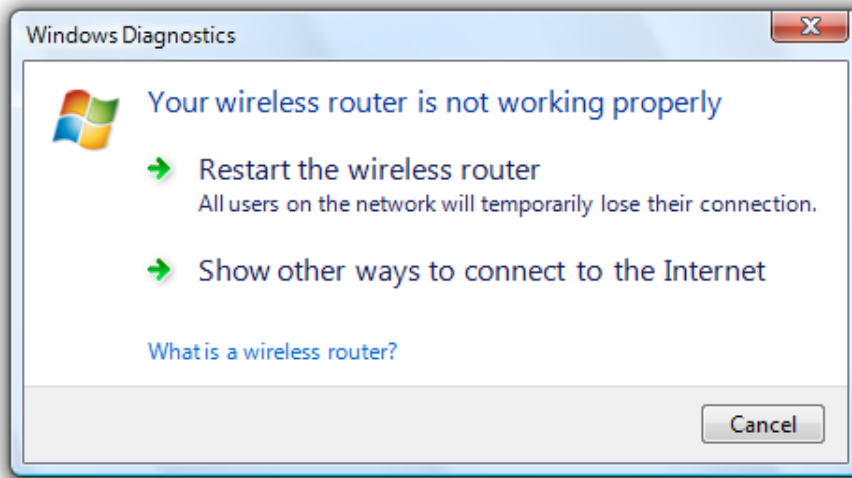 Windows Diagnostics
Your wireless router is not working properly
Restart the wireless router
All users on the network will temporarily lose their connection.
Show other ways to connect to the Internet
What is a wireless router?
Cancel